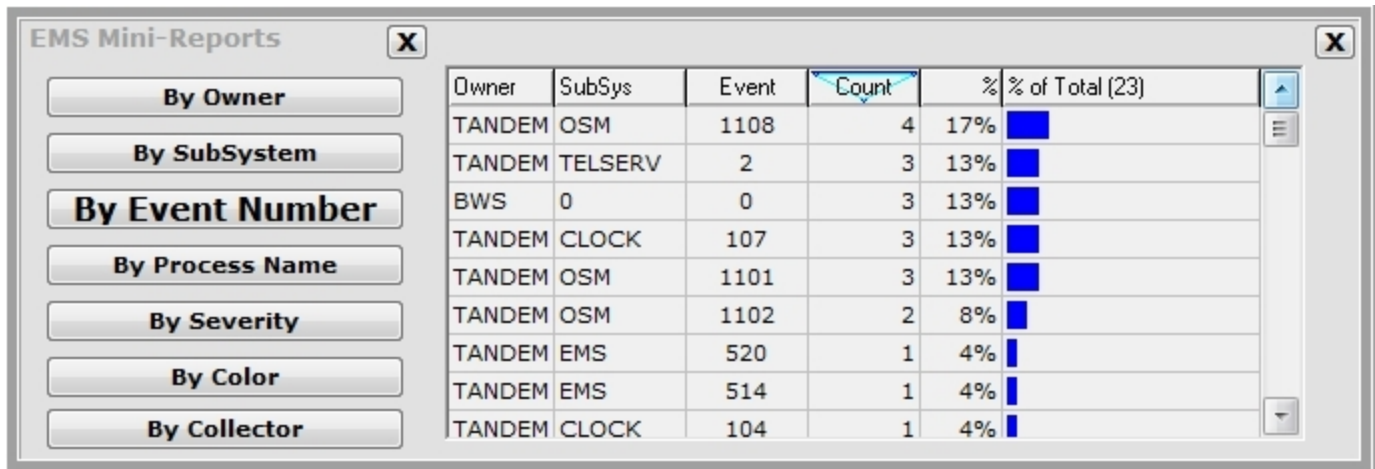 EMS Mini-Reports X X
By Owner
By SubSystem
By Event Number
By Process Name
By Severity
By Color
By Collector
Owner SubSys Event Count % % of Total (23)
TANDEM OSM 1108 4 17%
TANDEM TELSERV 2 3 13%
BWS 0 0 3 13%
TANDEM CLOCK 107 3 13%
TANDEM OSM 1101 3 13%
TANDEM OSM 1102 2 8%
TANDEM EMS 520 1 4%
TANDEM EMS 514 1 4%
TANDEM CLOCK 104 1 4%